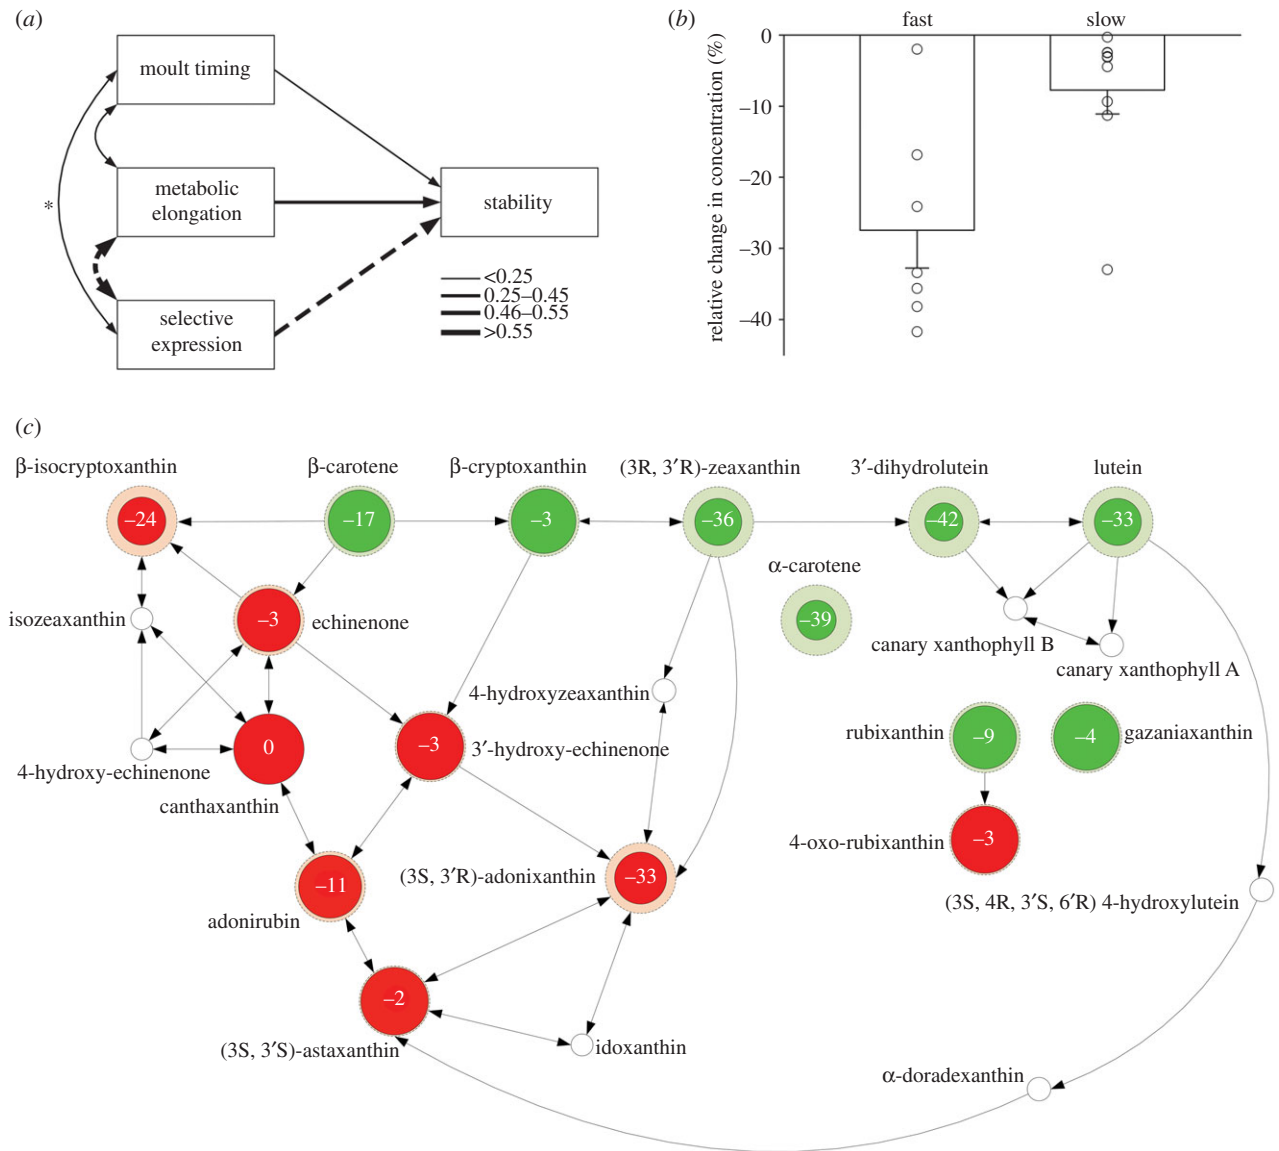 (a)
moult timing
metabolic
elongation
selective
expression
stability
*
<0.25
0.25–0.45
0.46–0.55
>0.55
(b)
fast
slow
relative change in concentration (%)
0
–10
–20
–30
–40
(c)
β-isocryptoxanthin
β-carotene
β-cryptoxanthin
(3R, 3′R)-zeaxanthin
3′-dihydrolutein
lutein
–24
–17
–3
–36
–42
–33
α-carotene
–39
isozeaxanthin
–3
echinenone
canary xanthophyll B
canary xanthophyll A
4-hydroxyzeaxanthin
4-hydroxy-echinenone
0
canthaxanthin
–3
3′-hydroxy-echinenone
rubixanthin
–9
–4
gazaniaxanthin
4-oxo-rubixanthin
–3
–11
adonirubin
(3S, 3′R)-adonixanthin
–33
(3S, 4R, 3′S, 6′R) 4-hydroxylutein
–2
(3S, 3′S)-astaxanthin
idoxanthin
α-doradexanthin